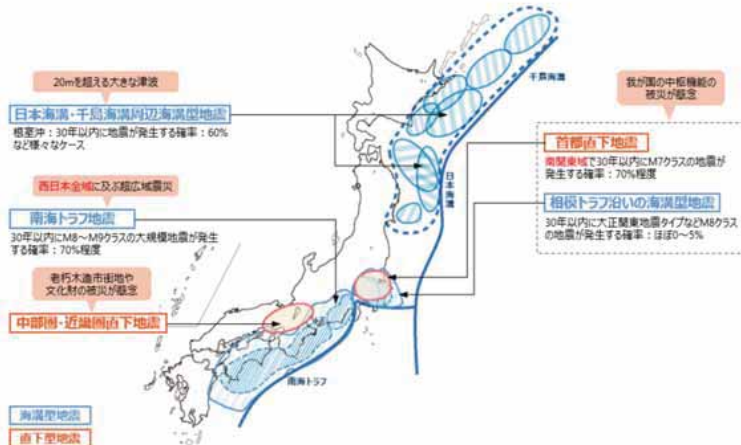 20mを超える大きな津波
日本海溝・千島海溝周辺海溝型地震
根室沖：30年以内に地震が発生する確率：60%
など様々なケース
西日本全域に及ぶ超広域震災
南海トラフ地震
30年以内にM8～M9クラスの大規模地震が発生
する確率：70%程度
老朽木造市街地や
文化財の被災が懸念
中部圏・近畿圏直下地震
海溝型地震
直下型地震
千島海溝
日本海溝
南海トラフ
我が国の中枢機能の
被災が懸念
首都直下地震
南関東域で30年以内にM7クラスの地震が
発生する確率：70%程度
相模トラフ沿いの海溝型地震
30年以内に大正関東地震タイプなどM8クラス
の地震が発生する確率：ほぼ0～5%